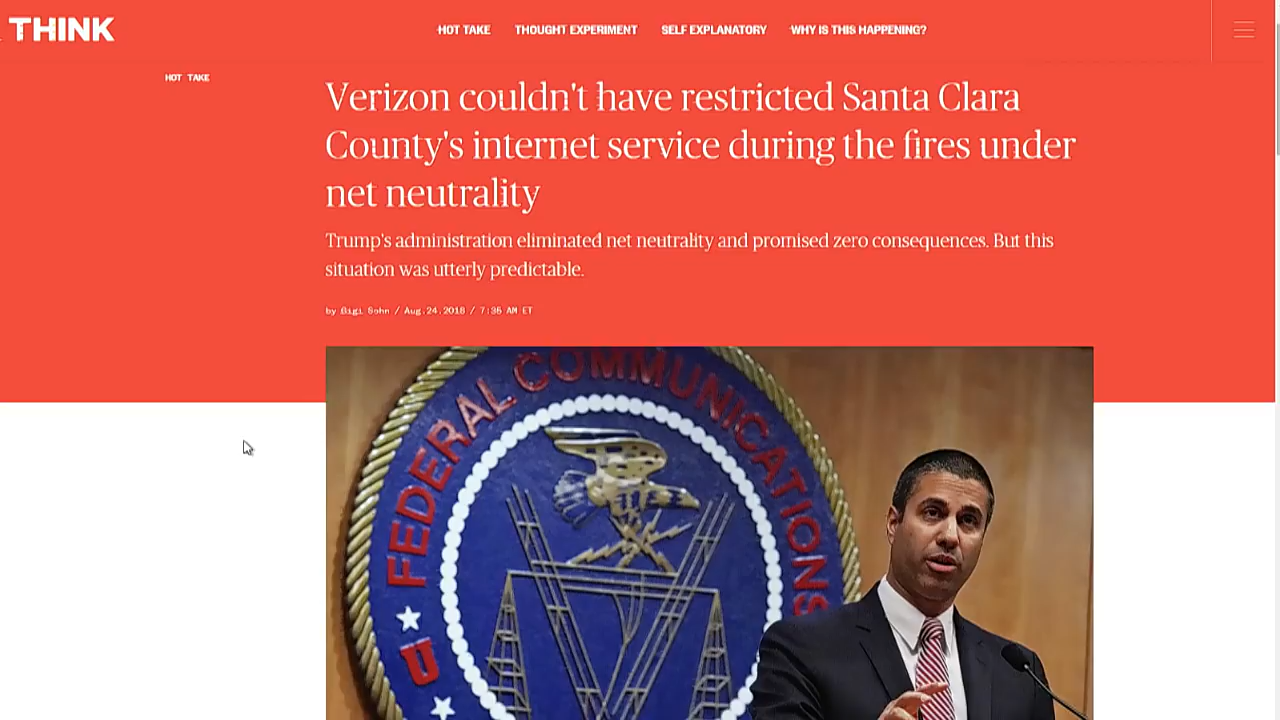 THINK
HOT TAKE
THOUGHT EXPERIMENT
SELF EXPLANATORY
WHY IS THIS HAPPENING?
HOT TAKE
Verizon couldn't have restricted Santa Clara
County's internet service during the fires under
net neutrality
Trump's administration eliminated net neutrality and promised zero consequences. But this
situation was utterly predictable.
by Gigi Sohn / Aug.24.2018 / 7:35 AM ET
FEDERAL COMMUNICATIONS
U